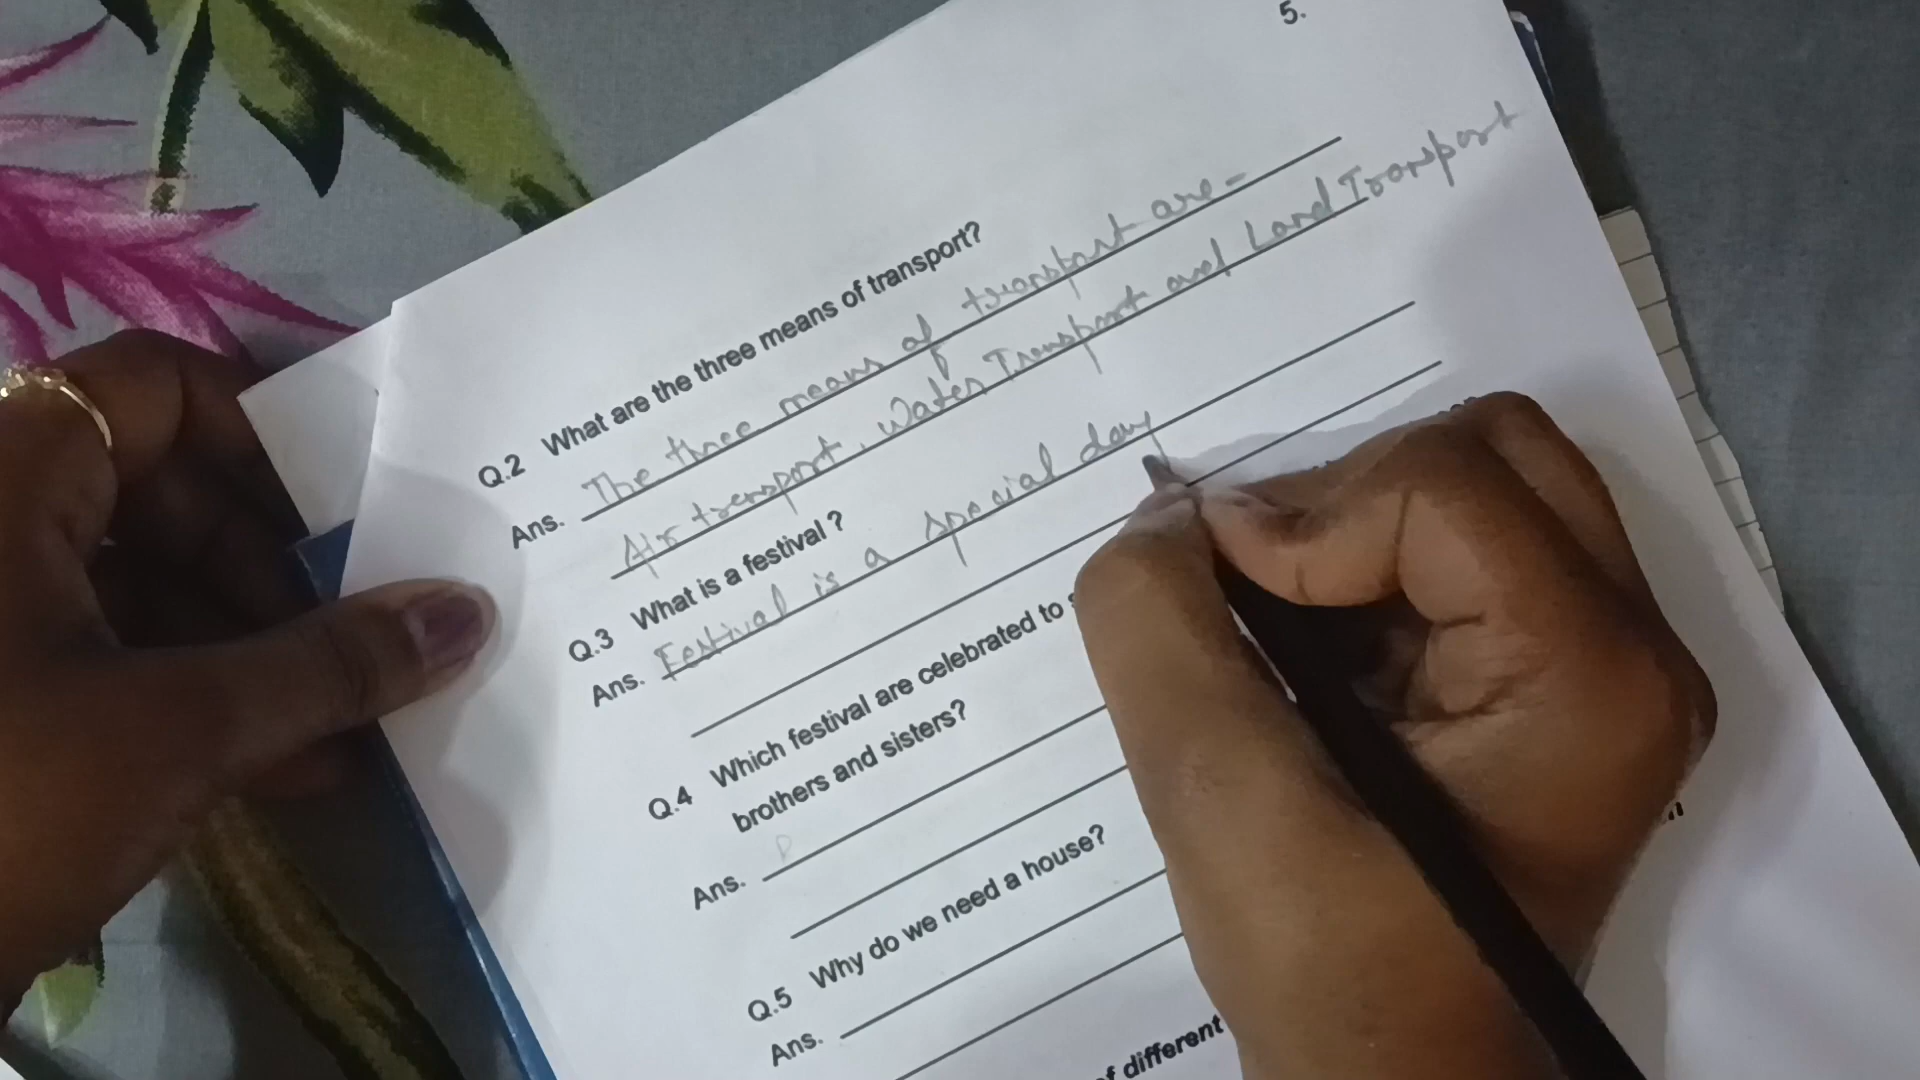 5.
Q.2 What are the three means of transport?
Ans. The three means of transport are-
Air transport, Water Transport and Land Transport
Q.3 What is a festival ?
Ans. Festival is a special day
Q.4 Which festival are celebrated to
brothers and sisters?
Ans.
Q.5 Why do we need a house?
Ans.
of different